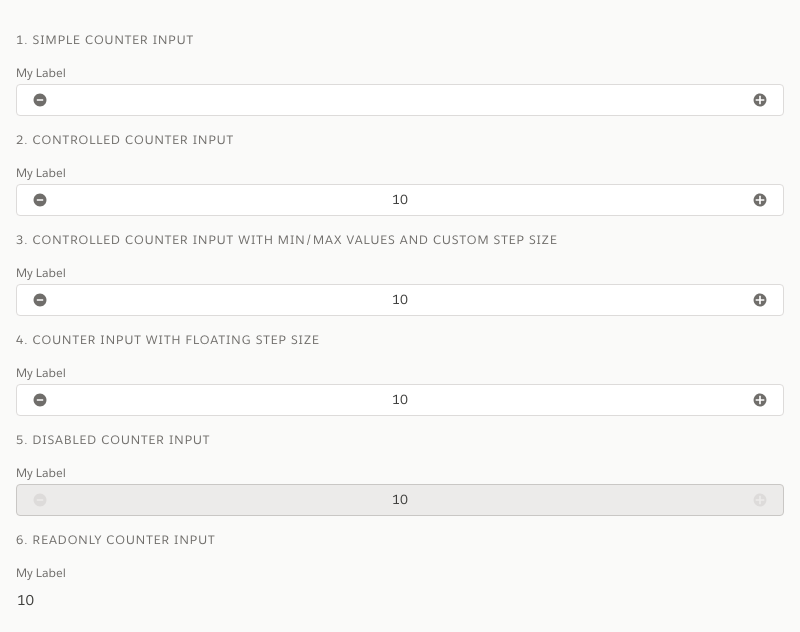 1. SIMPLE COUNTER INPUT
My Label
2. CONTROLLED COUNTER INPUT
My Label
10
3. CONTROLLED COUNTER INPUT WITH MIN/MAX VALUES AND CUSTOM STEP SIZE
My Label
10
4. COUNTER INPUT WITH FLOATING STEP SIZE
My Label
10
5. DISABLED COUNTER INPUT
My Label
10
6. READONLY COUNTER INPUT
My Label
10